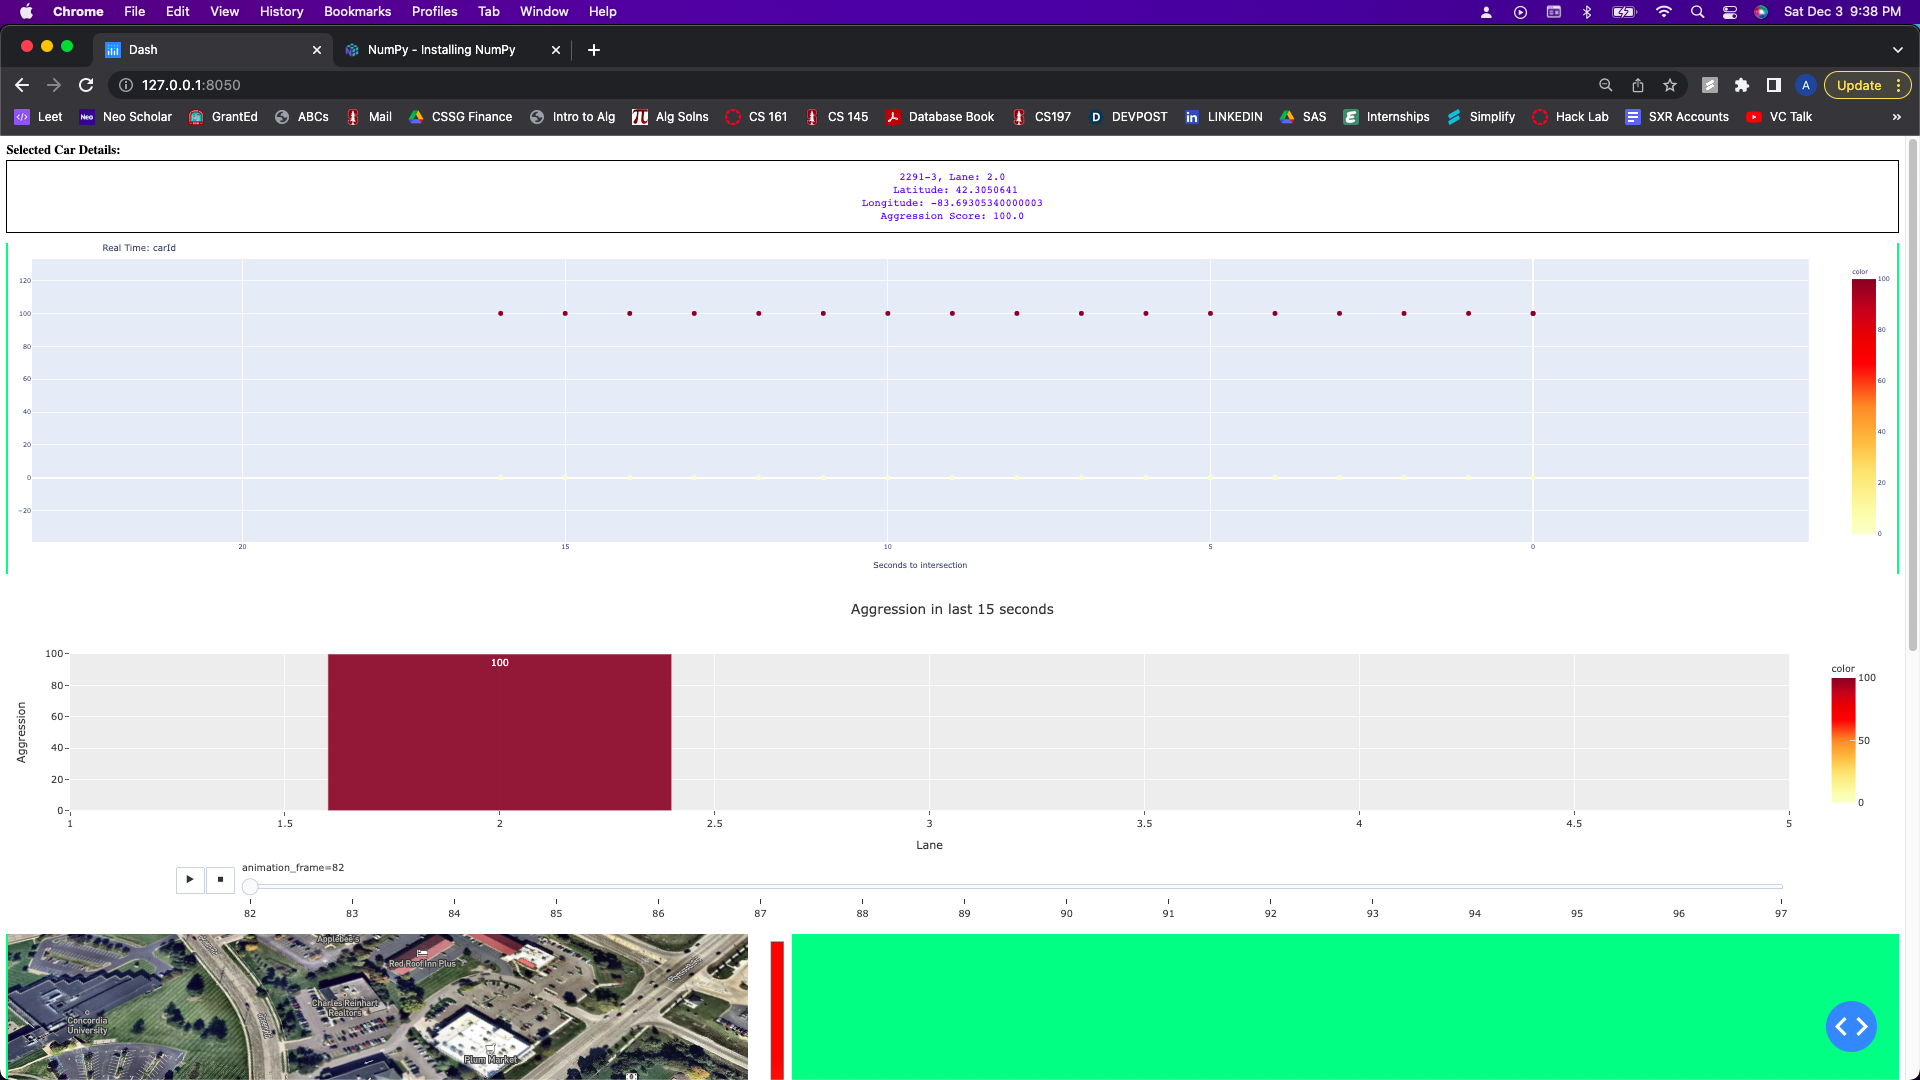 Chrome File Edit View History Bookmarks Profiles Tab Window Help Sat Dec 3 9:38 PM
Dash NumPy - Installing NumPy
127.0.0.1:8050 A Update
Leet Neo Neo Scholar GrantEd ABCs Mail CSSG Finance Intro to Alg Alg Solns CS 161 CS 145 Database Book CS197 D DEVPOST in LINKEDIN SAS E Internships Simplify Hack Lab SXR Accounts VC Talk »
Selected Car Details:
2291-3, Lane: 2.0
Latitude: 42.3050641
Longitude: -83.69305340000003
Aggression Score: 100.0
Real Time: carId
120
100
80
60
40
20
0
−20
20 15 10 5 0
Seconds to intersection
color
100
80
60
40
20
0
Aggression in last 15 seconds
Aggression
100
80
60
40
20
0
100
1 1.5 2 2.5 3 3.5 4 4.5 5
Lane
color
100
50
0
animation_frame=82
82 83 84 85 86 87 88 89 90 91 92 93 94 95 96 97
Applebee's
Red Roof Inn Plus
Charles Reinhart
Realtors
Concordia
University
Plum Market